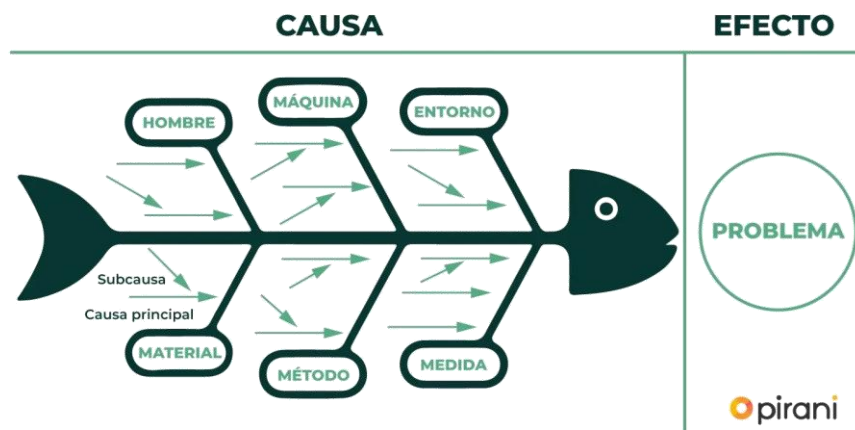 CAUSA
EFECTO
HOMBRE
MÁQUINA
ENTORNO
PROBLEMA
Subcausa
Causa principal
MATERIAL
MÉTODO
MEDIDA
pirani